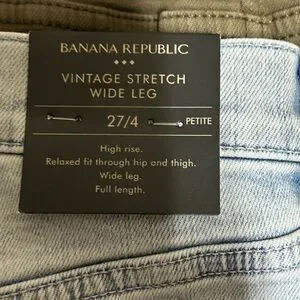 BANANA REPUBLIC
VINTAGE STRETCH
WIDE LEG
27/4 PETITE
High rise.
Relaxed fit through hip and thigh.
Wide leg.
Full length.